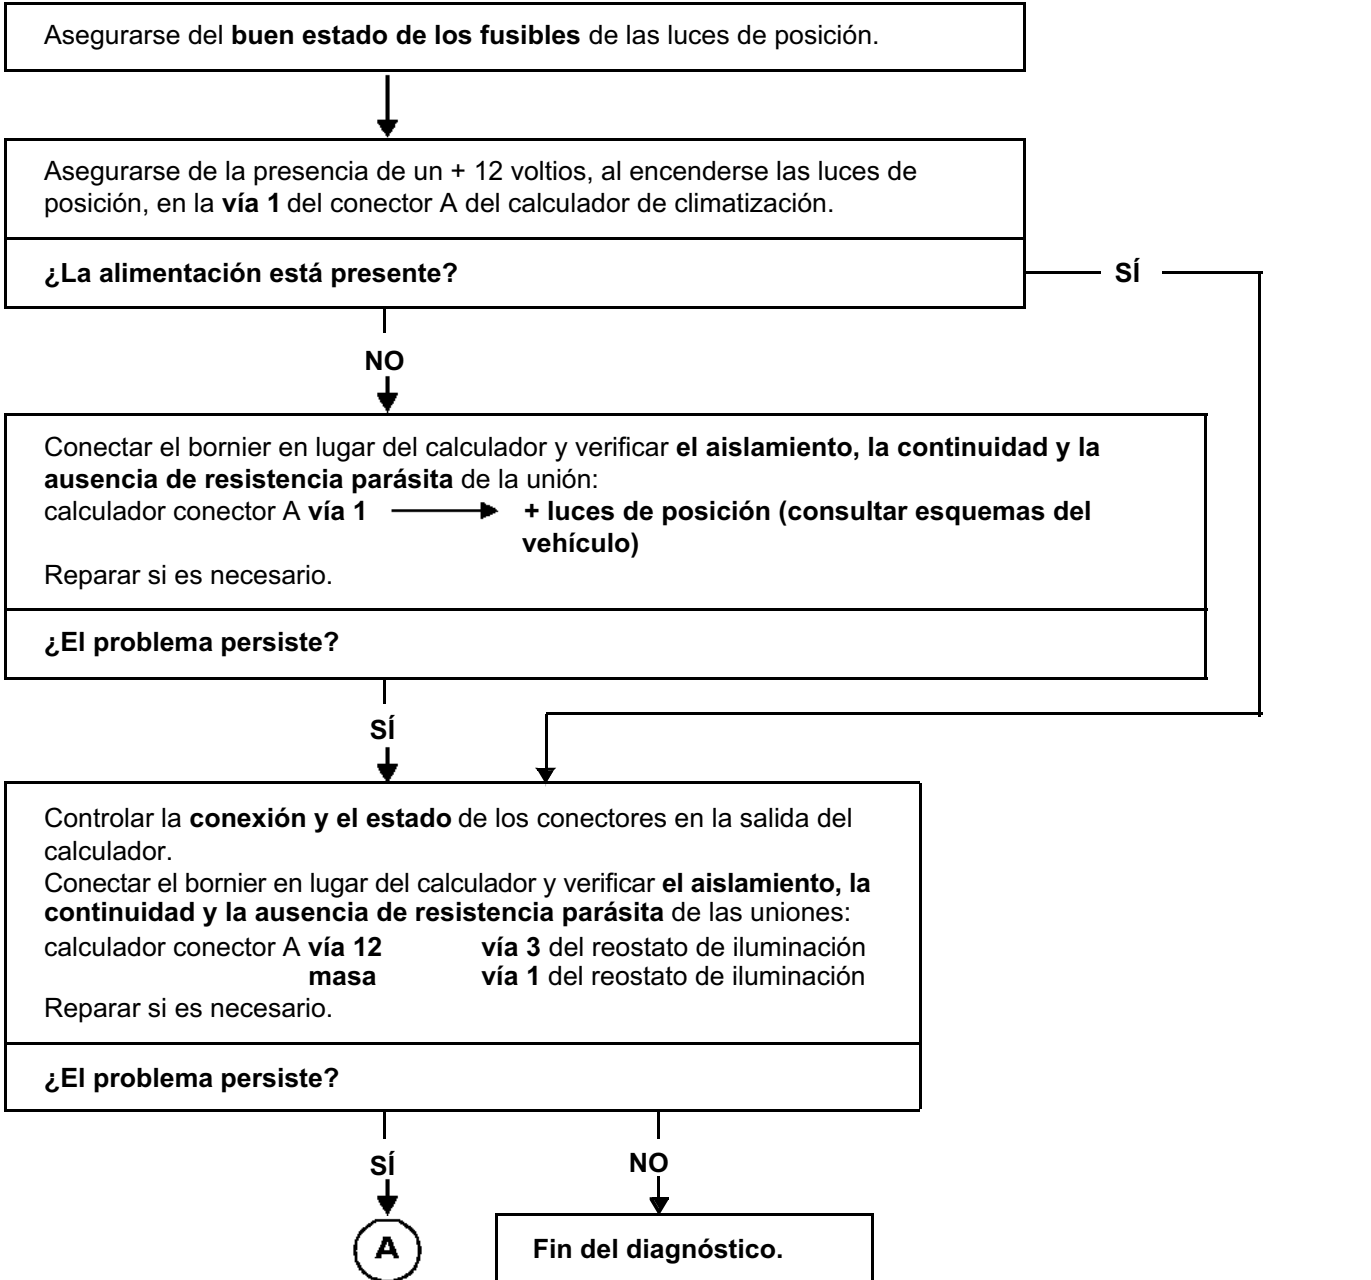 Asegurarse del buen estado de los fusibles de las luces de posición.
Asegurarse de la presencia de un + 12 voltios, al encenderse las luces de
posición, en la vía 1 del conector A del calculador de climatización.
¿La alimentación está presente?
SÍ
NO
Conectar el bornier en lugar del calculador y verificar el aislamiento, la continuidad y la
ausencia de resistencia parásita de la unión:
calculador conector A vía 1 + luces de posición (consultar esquemas del
vehículo)
Reparar si es necesario.
¿El problema persiste?
SÍ
Controlar la conexión y el estado de los conectores en la salida del
calculador.
Conectar el bornier en lugar del calculador y verificar el aislamiento, la
continuidad y la ausencia de resistencia parásita de las uniones:
calculador conector A vía 12 vía 3 del reostato de iluminación
masa vía 1 del reostato de iluminación
Reparar si es necesario.
¿El problema persiste?
SÍ NO
A Fin del diagnóstico.